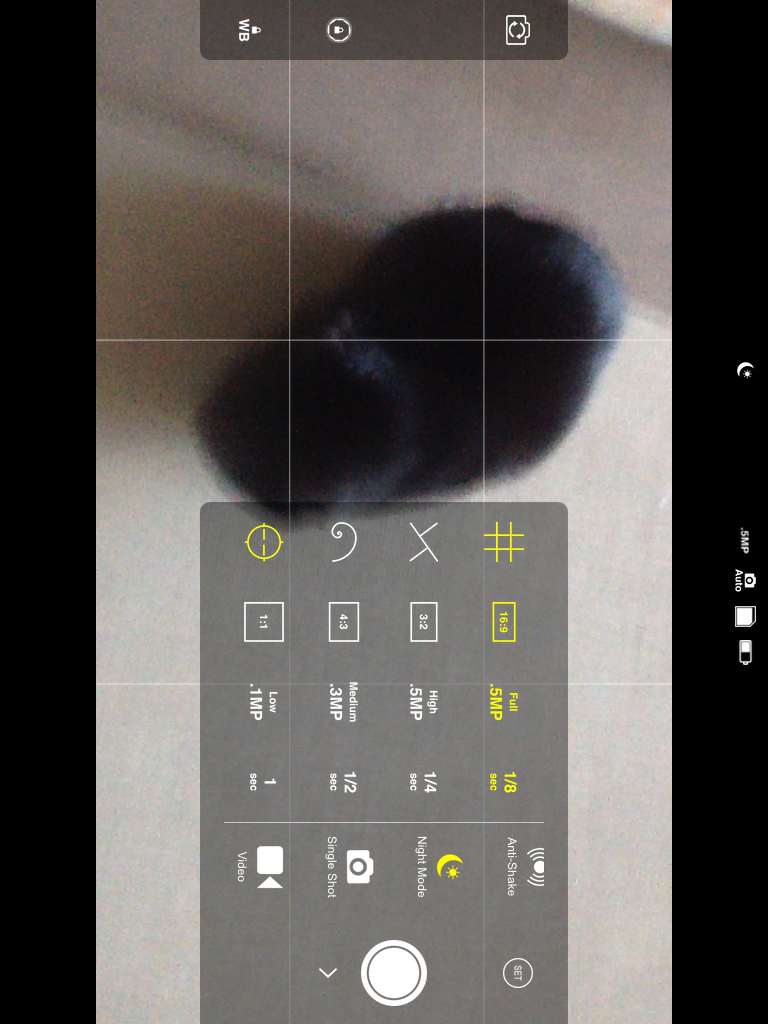 WB
.5MP
Auto
16:9
3:2
4:3
1:1
Full
.5MP
High
.5MP
Medium
.3MP
Low
.1MP
1/8
sec
1/4
sec
1/2
sec
1
sec
Anti-Shake
Night Mode
Single Shot
Video
SET